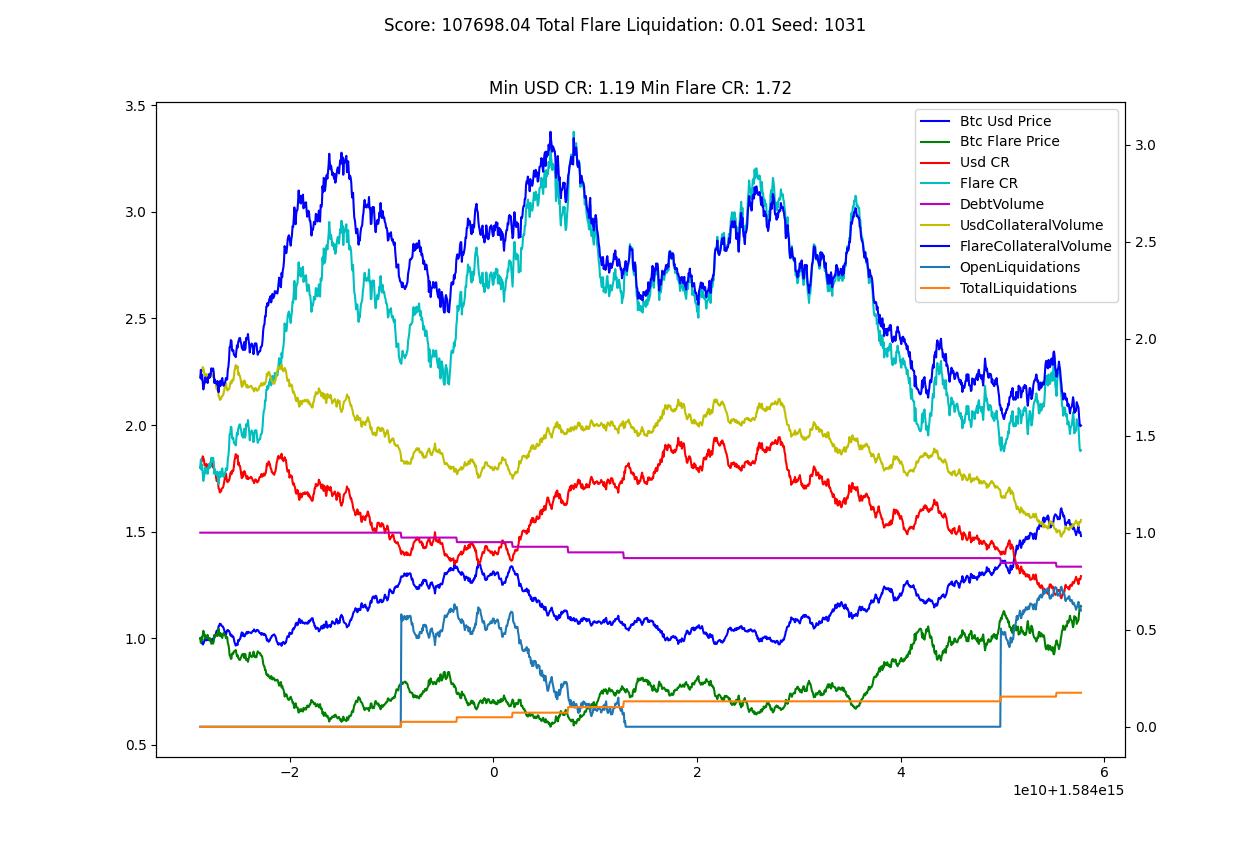 Score: 107698.04 Total Flare Liquidation: 0.01 Seed: 1031
Min USD CR: 1.19 Min Flare CR: 1.72
3.5
3.0
2.5
2.0
1.5
1.0
0.5
Btc Usd Price
Btc Flare Price
Usd CR
Flare CR
DebtVolume
UsdCollateralVolume
FlareCollateralVolume
OpenLiquidations
TotalLiquidations
3.0
2.5
2.0
1.5
1.0
0.5
0.0
−2 0 2 4 6
1e10+1.584e15